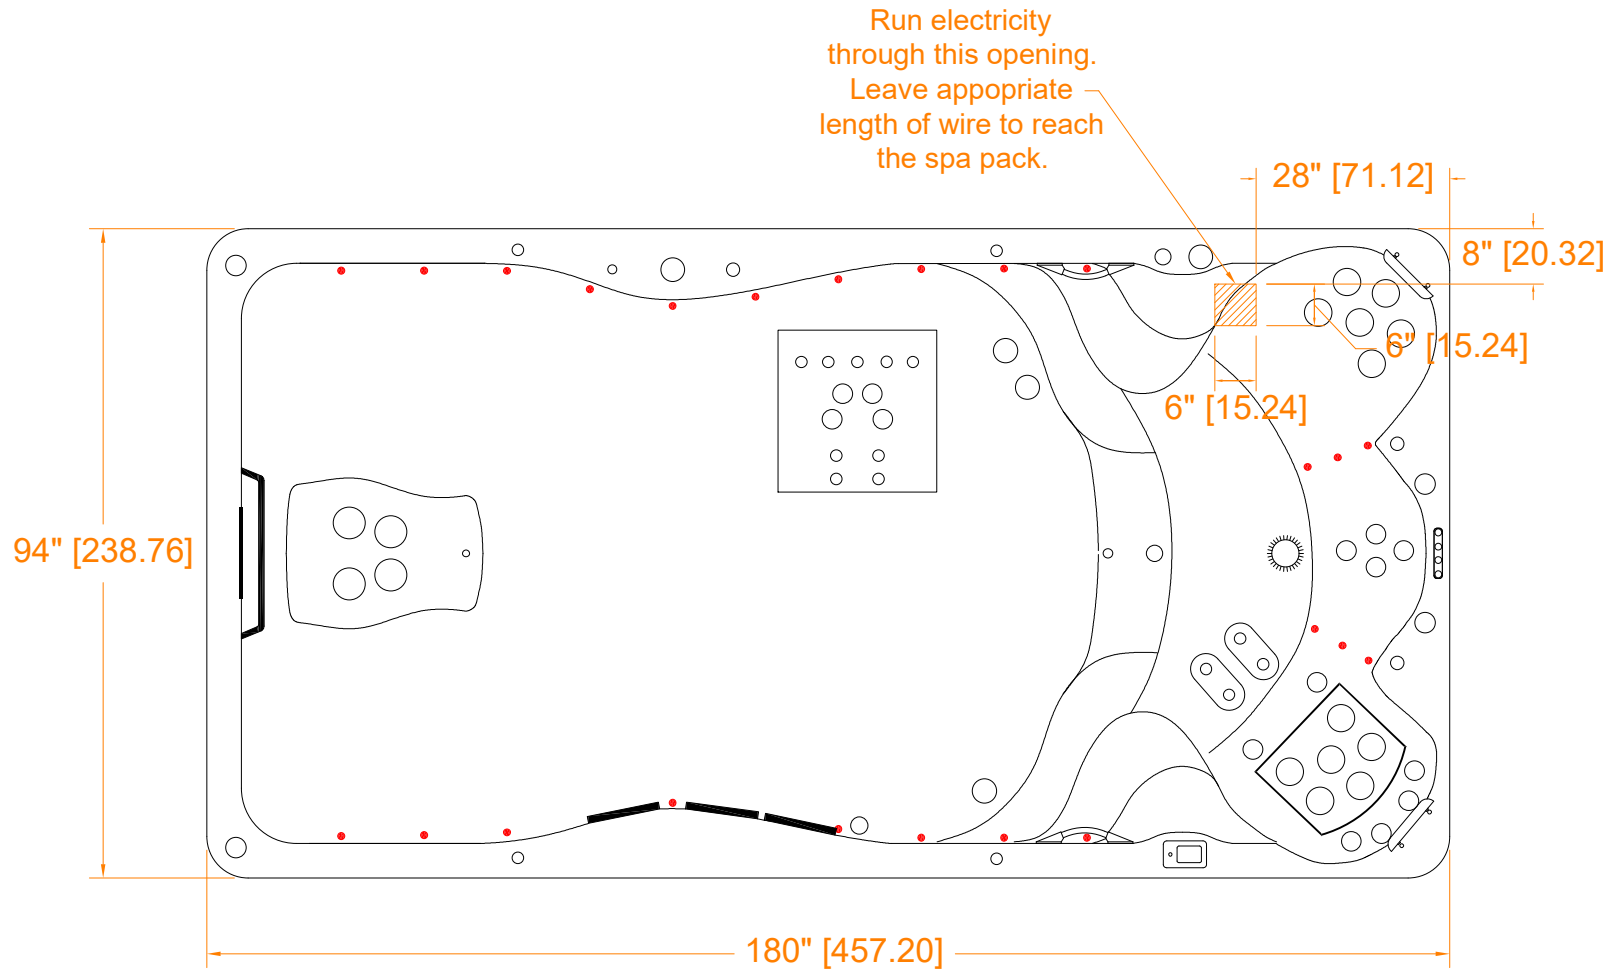 Run electricity
through this opening.
Leave appopriate
length of wire to reach
the spa pack.
28" [71.12]
8" [20.32]
6" [15.24]
6" [15.24]
94" [238.76]
180" [457.20]